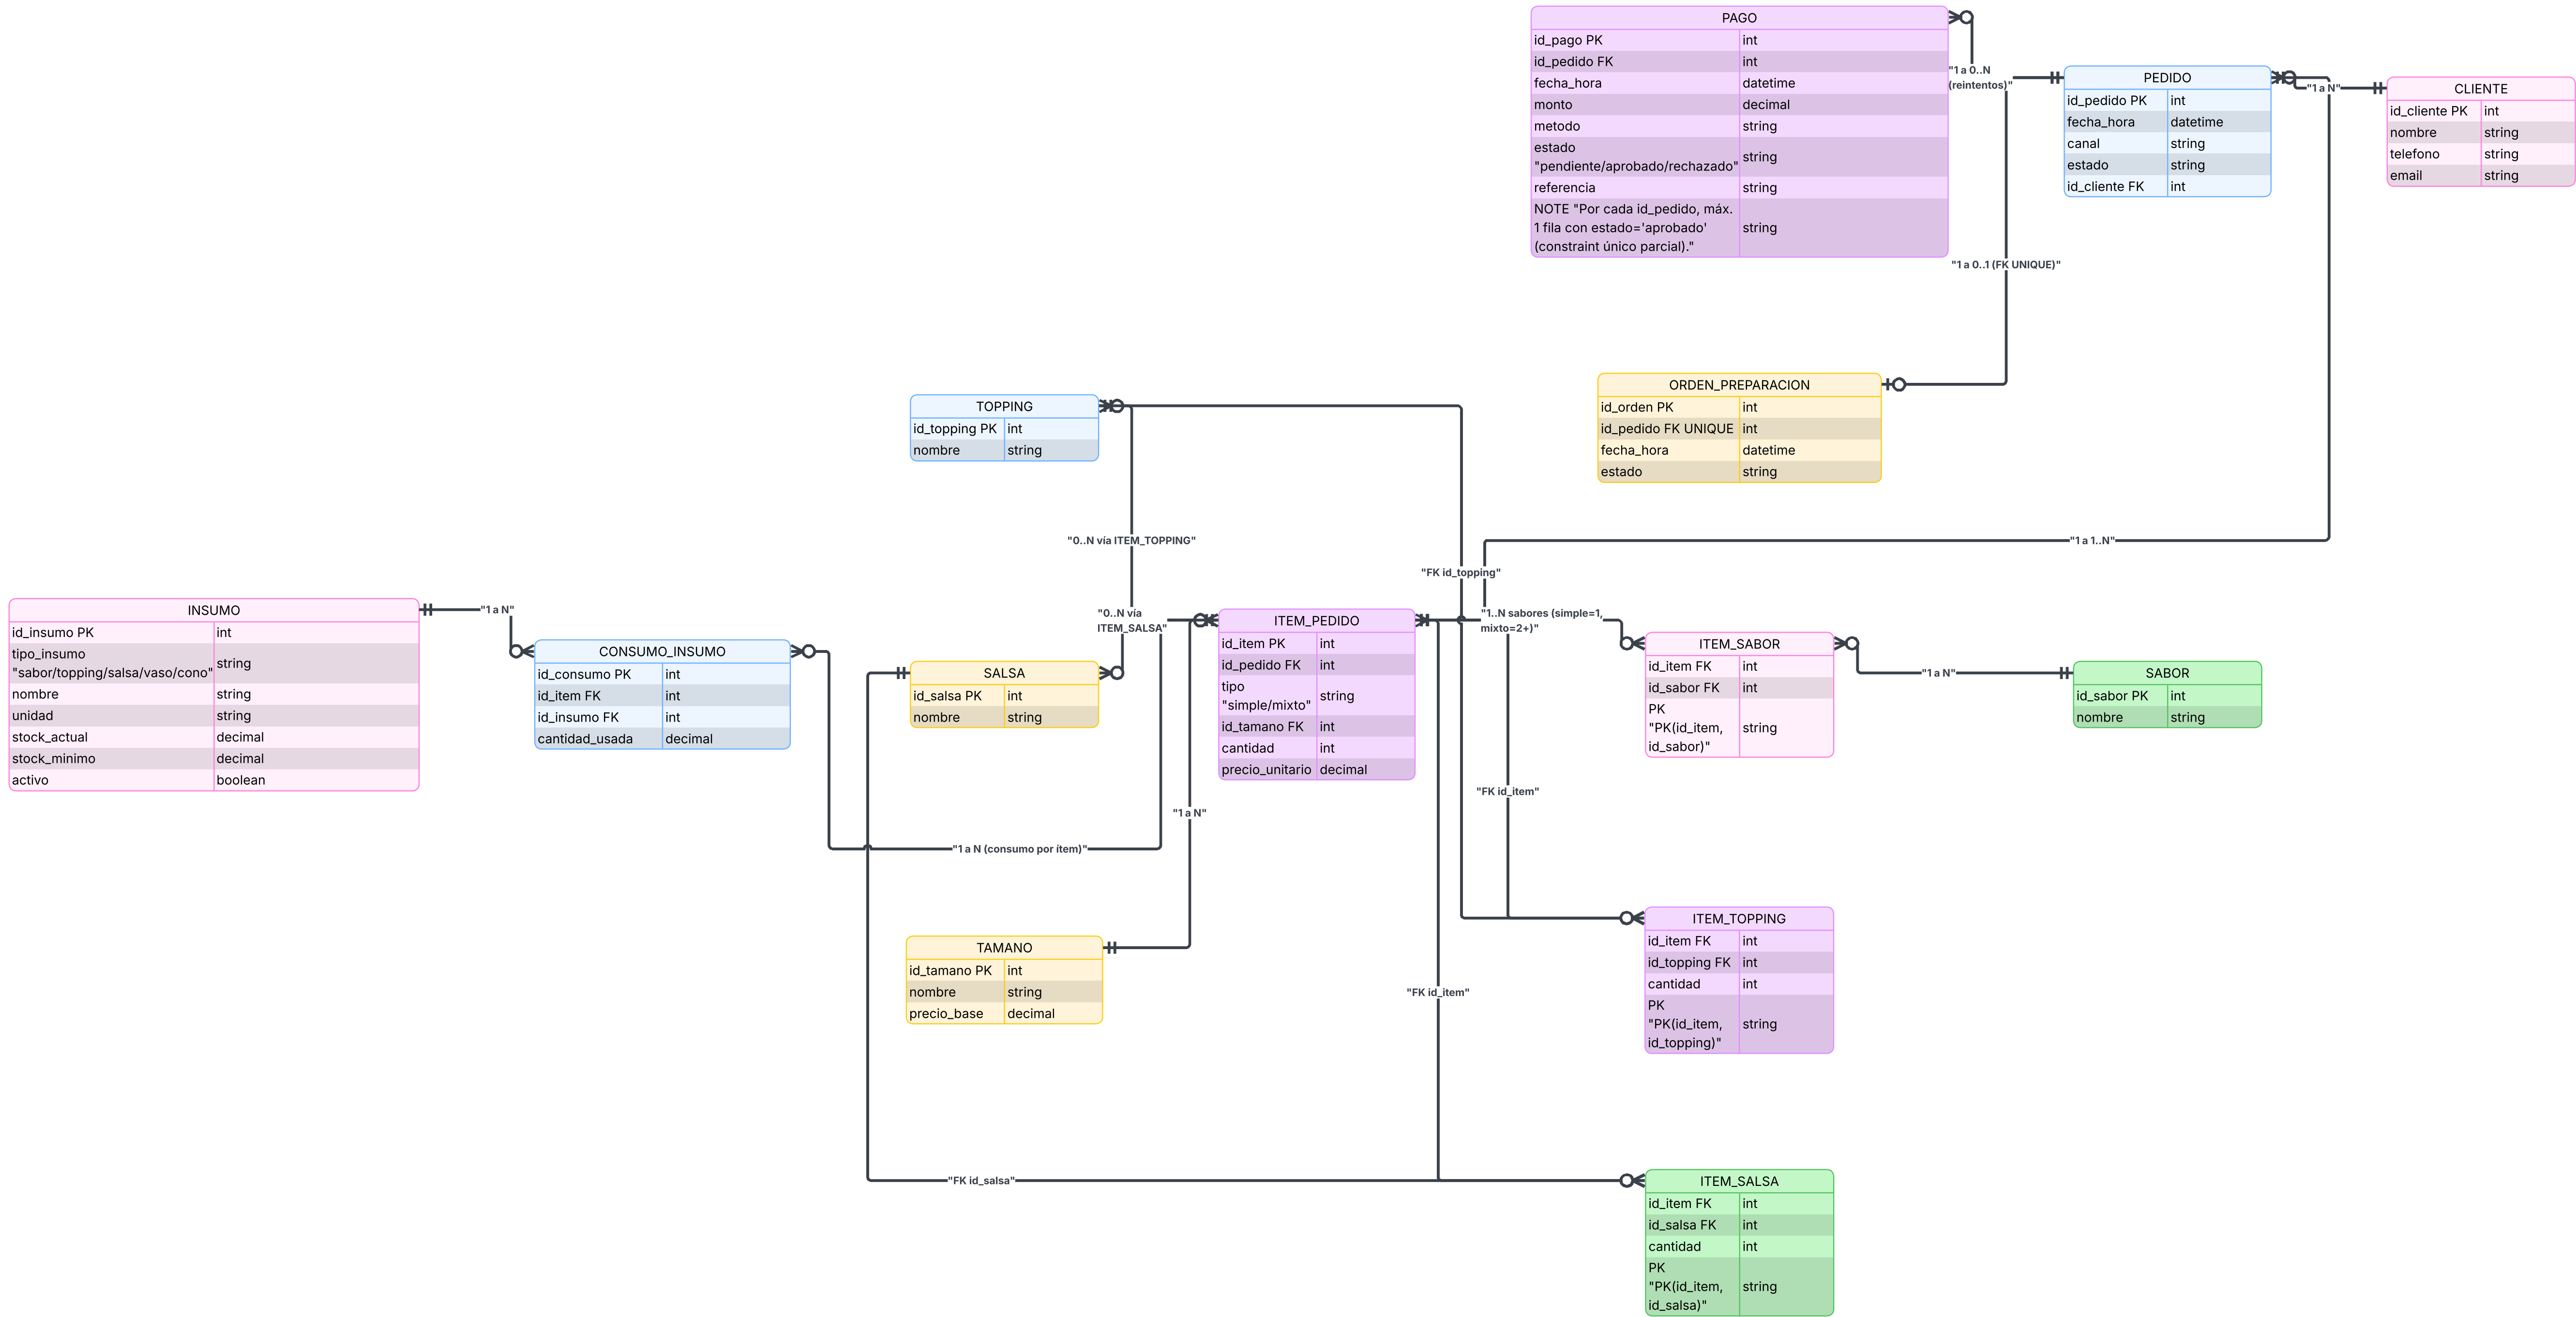 PAGO
id_pago PK int
id_pedido FK int
fecha_hora datetime
monto decimal
metodo string
estado
"pendiente/aprobado/rechazado" string
referencia string
NOTE "Por cada id_pedido, máx.
1 fila con estado='aprobado' string
(constraint único parcial)."
"1 a 0..N
(reintentos)"
PEDIDO
id_pedido PK int
fecha_hora datetime
canal string
estado string
id_cliente FK int
"1 a N"
CLIENTE
id_cliente PK int
nombre string
telefono string
email string
"1 a 0..1 (FK UNIQUE)"
ORDEN_PREPARACION
id_orden PK int
id_pedido FK UNIQUE int
fecha_hora datetime
estado string
TOPPING
id_topping PK int
nombre string
"0..N vía ITEM_TOPPING"
"1 a 1..N"
"FK id_topping"
INSUMO
id_insumo PK int
tipo_insumo
"sabor/topping/salsa/vaso/cono" string
nombre string
unidad string
stock_actual decimal
stock_minimo decimal
activo boolean
"1 a N"
CONSUMO_INSUMO
id_consumo PK int
id_item FK int
id_insumo FK int
cantidad_usada decimal
"0..N vía
ITEM_SALSA"
SALSA
id_salsa PK int
nombre string
ITEM_PEDIDO
id_item PK int
id_pedido FK int
tipo
"simple/mixto" string
id_tamano FK int
cantidad int
precio_unitario decimal
"1..N sabores (simple=1,
mixto=2+)"
ITEM_SABOR
id_item FK int
id_sabor FK int
PK
"PK(id_item, string
id_sabor)"
"1 a N"
SABOR
id_sabor PK int
nombre string
"FK id_item"
"1 a N"
"1 a N (consumo por ítem)"
TAMANO
id_tamano PK int
nombre string
precio_base decimal
ITEM_TOPPING
id_item FK int
id_topping FK int
cantidad int
PK
"PK(id_item, string
id_topping)"
"FK id_item"
"FK id_salsa"
ITEM_SALSA
id_item FK int
id_salsa FK int
cantidad int
PK
"PK(id_item, string
id_salsa)"